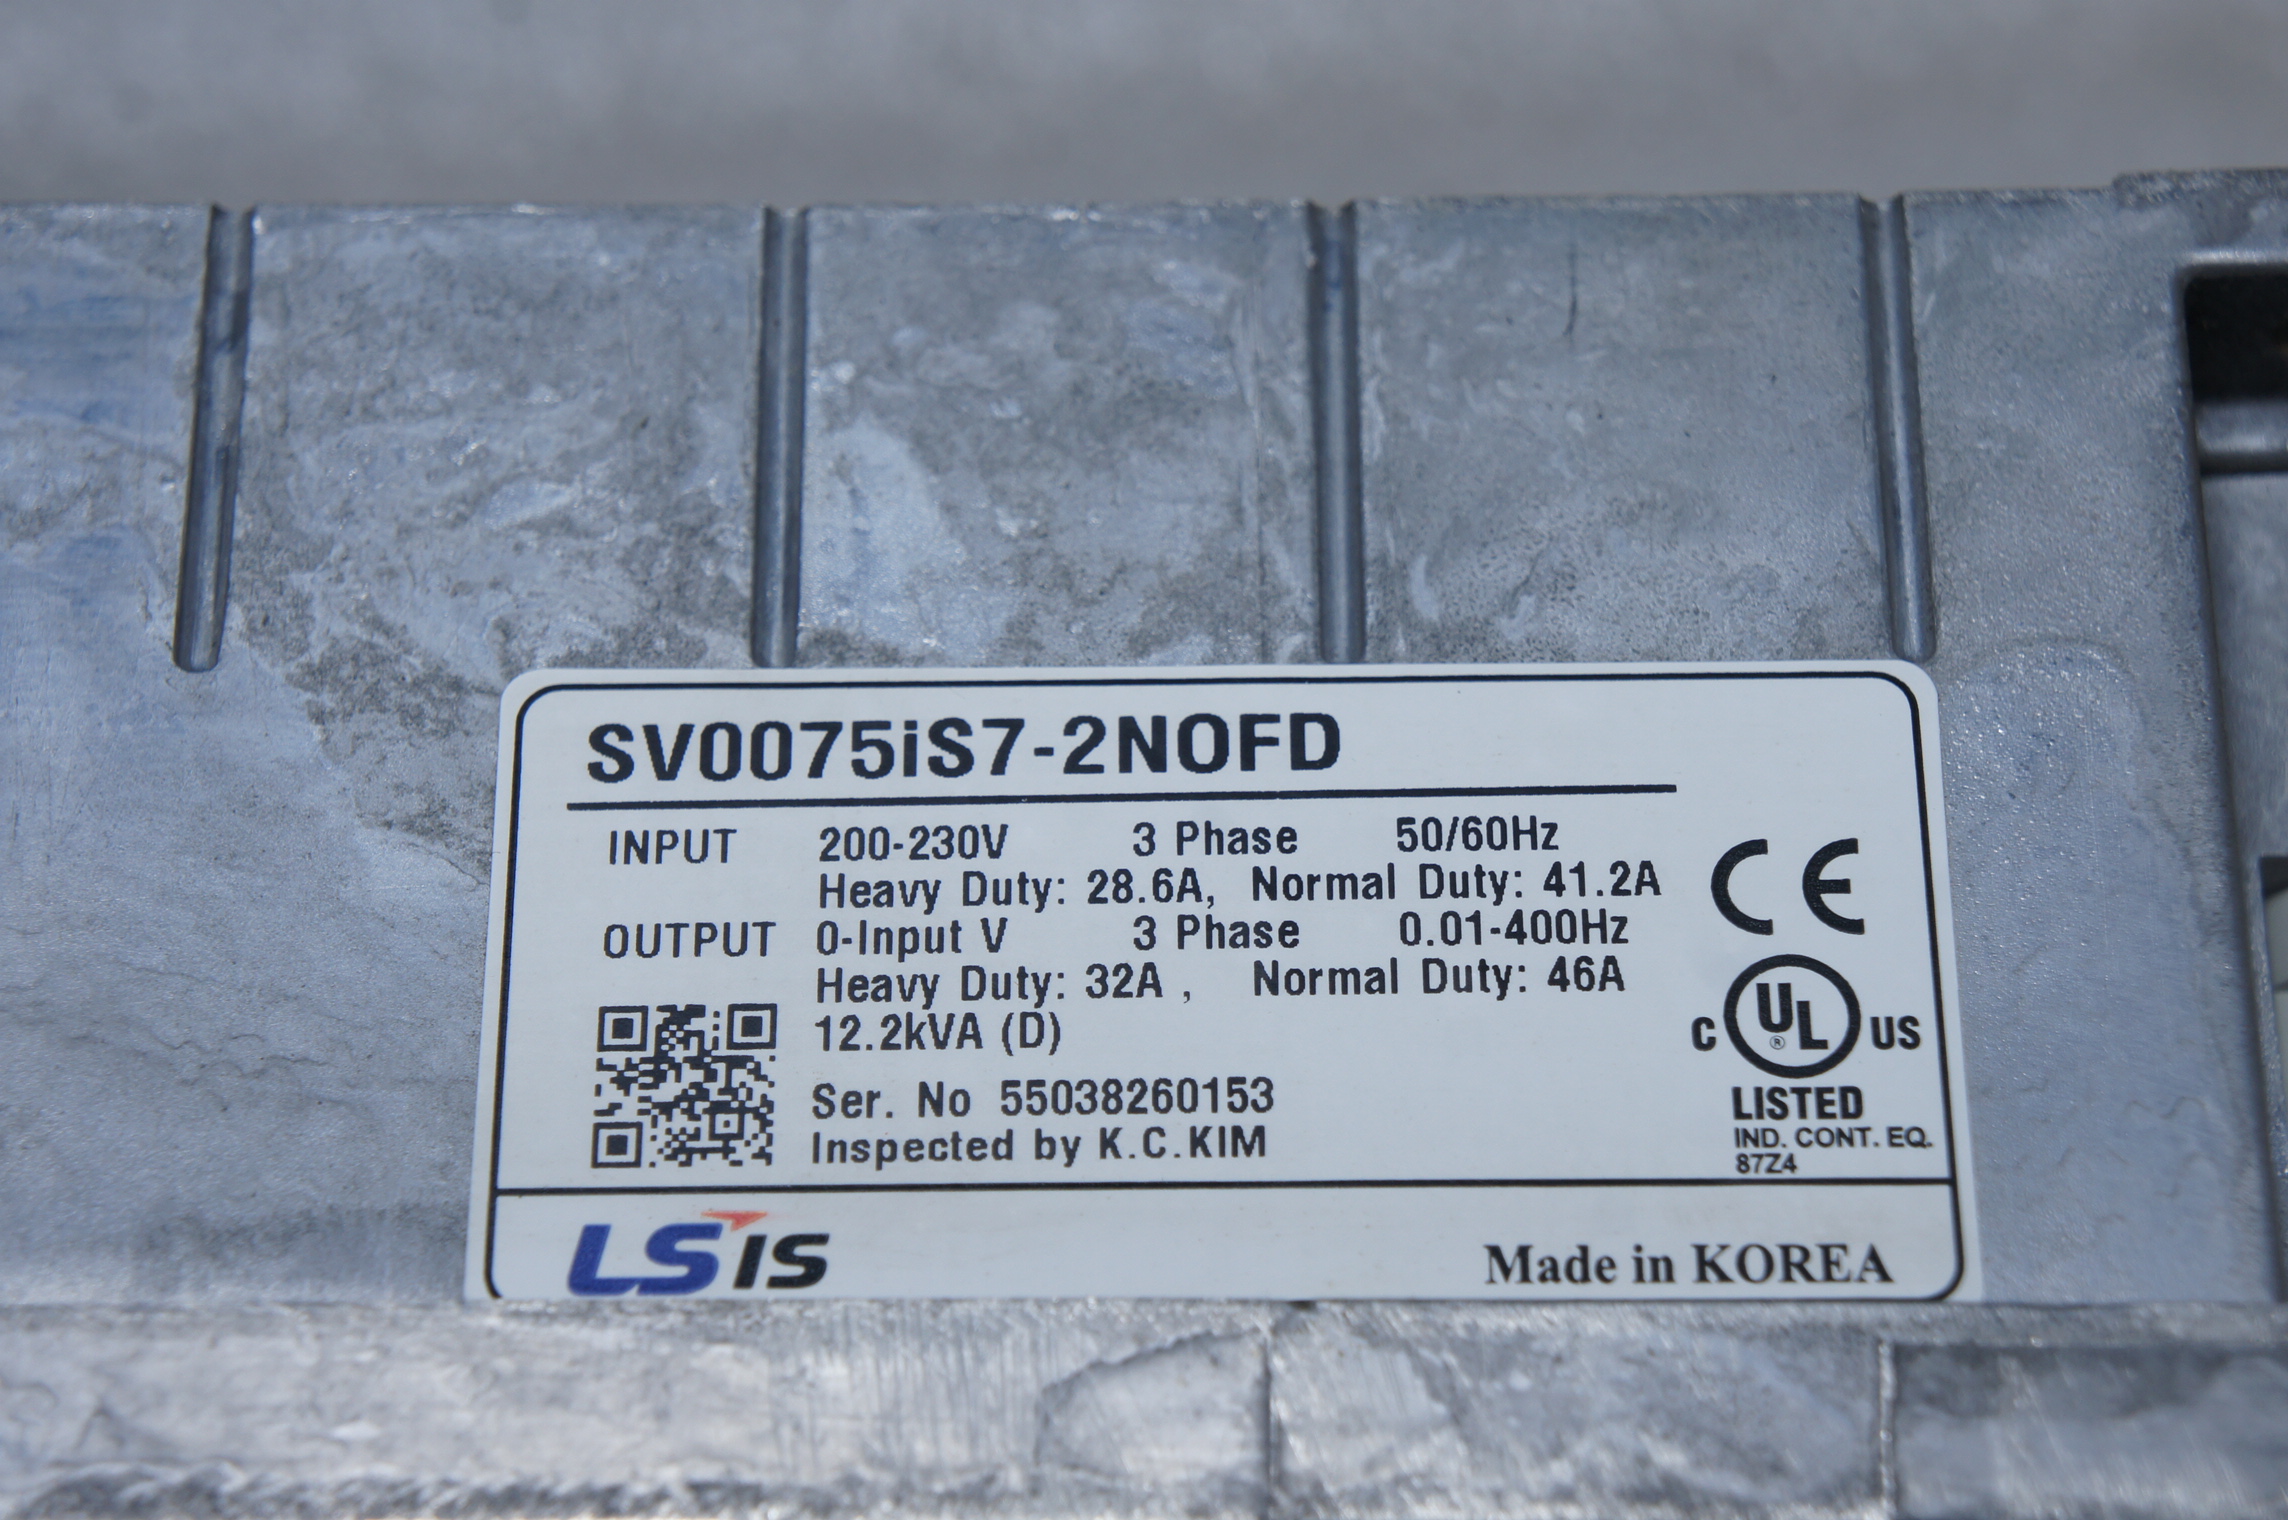 SV0075iS7-2NOFD
INPUT 200-230V 3 Phase 50/60Hz
Heavy Duty: 28.6A, Normal Duty: 41.2A
OUTPUT 0-Input V 3 Phase 0.01-400Hz
Heavy Duty: 32A , Normal Duty: 46A
12.2kVA (D)
Ser. No 55038260153
Inspected by K.C.KIM
CE
C UL ® US
LISTED
IND. CONT. EQ.
87Z4
LS IS
Made in KOREA